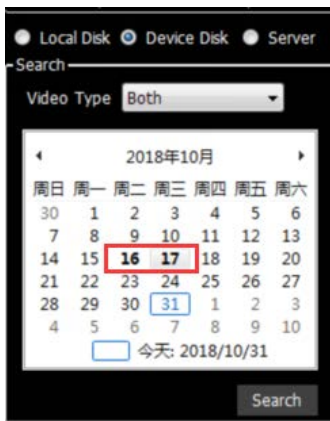 Local Disk Device Disk Server
Search
Video Type Both
2018年10月
周日 周一 周二 周三 周四 周五 周六
30 1 2 3 4 5 6
7 8 9 10 11 12 13
14 15 16 17 18 19 20
21 22 23 24 25 26 27
28 29 30 31 1 2 3
4 5 6 7 8 9 10
今天: 2018/10/31
Search